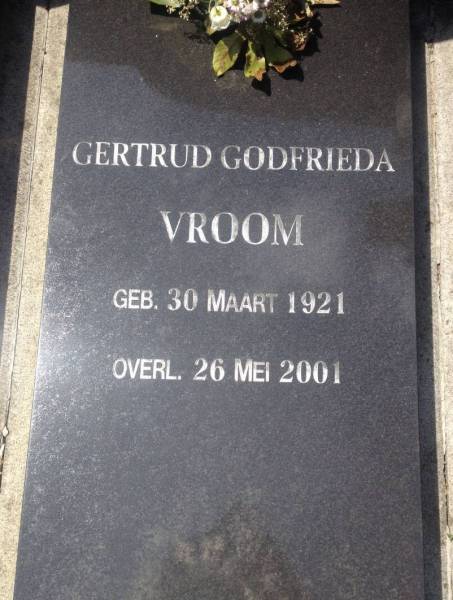 GERTRUD GODFRIEDA
VROOM
GEB. 30 MAART 1921
OVERL. 26 MEI 2001